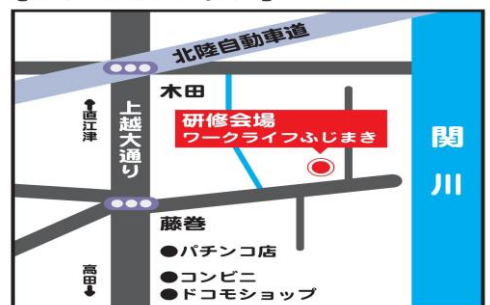 北陸自動車道
木田
↑直江津
上越大通り
研修会場
ワークライフふじまき
関川
藤巻
●パチンコ店
●コンビニ
●ドコモショップ
高田↓